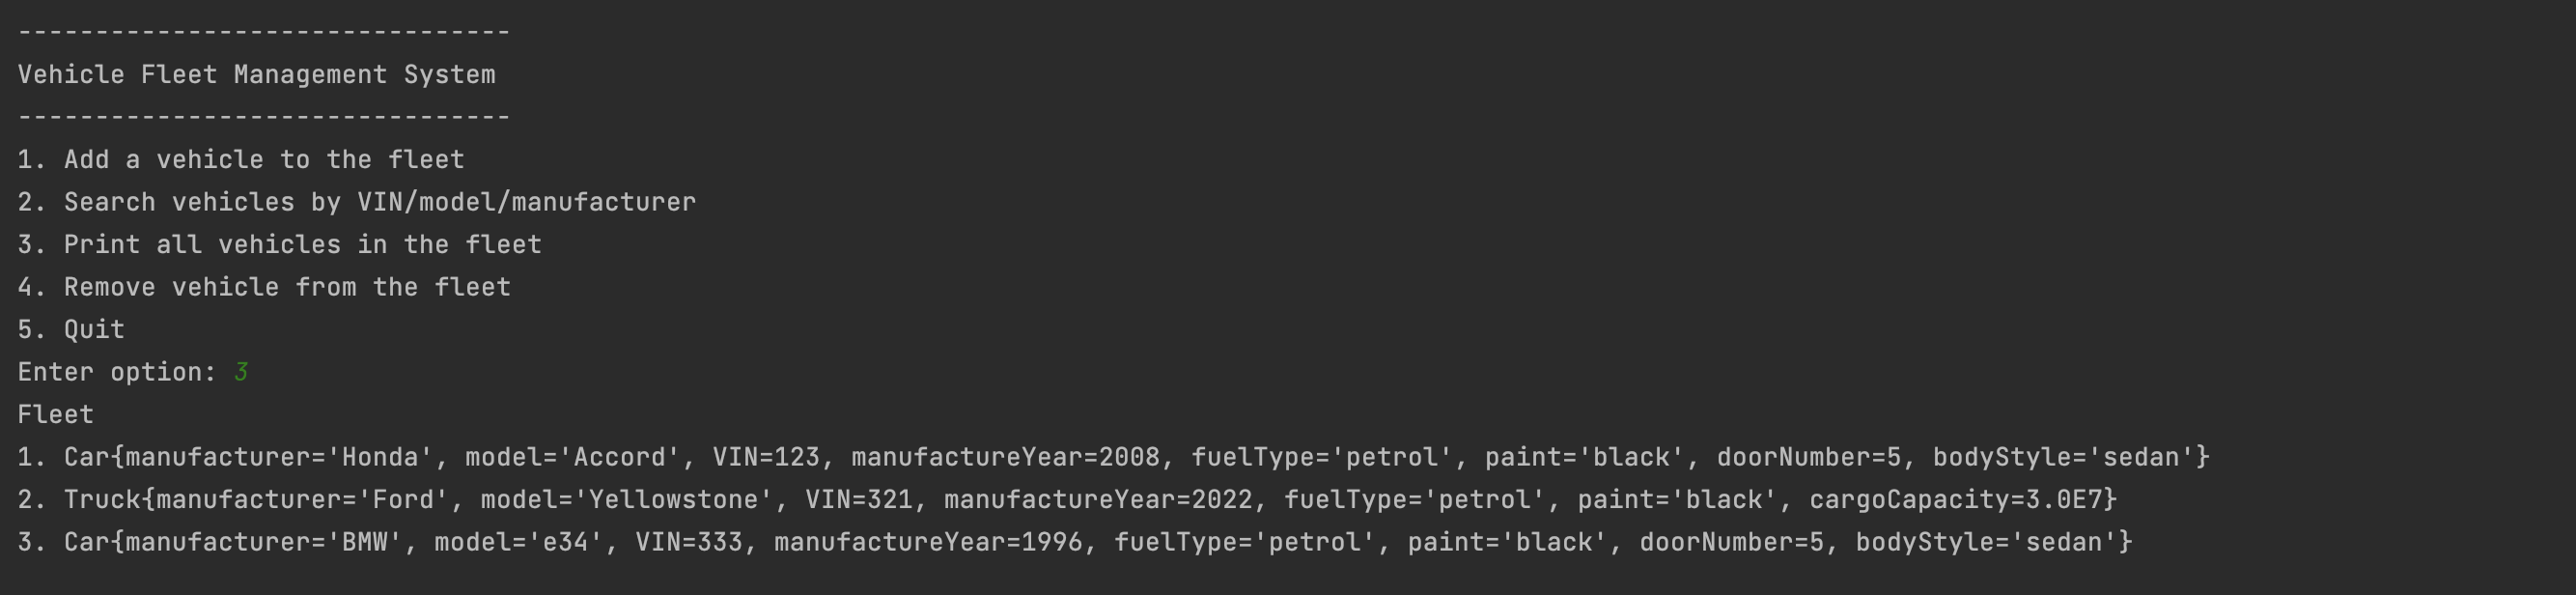 --------------------------------
Vehicle Fleet Management System
--------------------------------
1. Add a vehicle to the fleet
2. Search vehicles by VIN/model/manufacturer
3. Print all vehicles in the fleet
4. Remove vehicle from the fleet
5. Quit
Enter option: 3
Fleet
1. Car{manufacturer='Honda', model='Accord', VIN=123, manufactureYear=2008, fuelType='petrol', paint='black', doorNumber=5, bodyStyle='sedan'}
2. Truck{manufacturer='Ford', model='Yellowstone', VIN=321, manufactureYear=2022, fuelType='petrol', paint='black', cargoCapacity=3.0E7}
3. Car{manufacturer='BMW', model='e34', VIN=333, manufactureYear=1996, fuelType='petrol', paint='black', doorNumber=5, bodyStyle='sedan'}